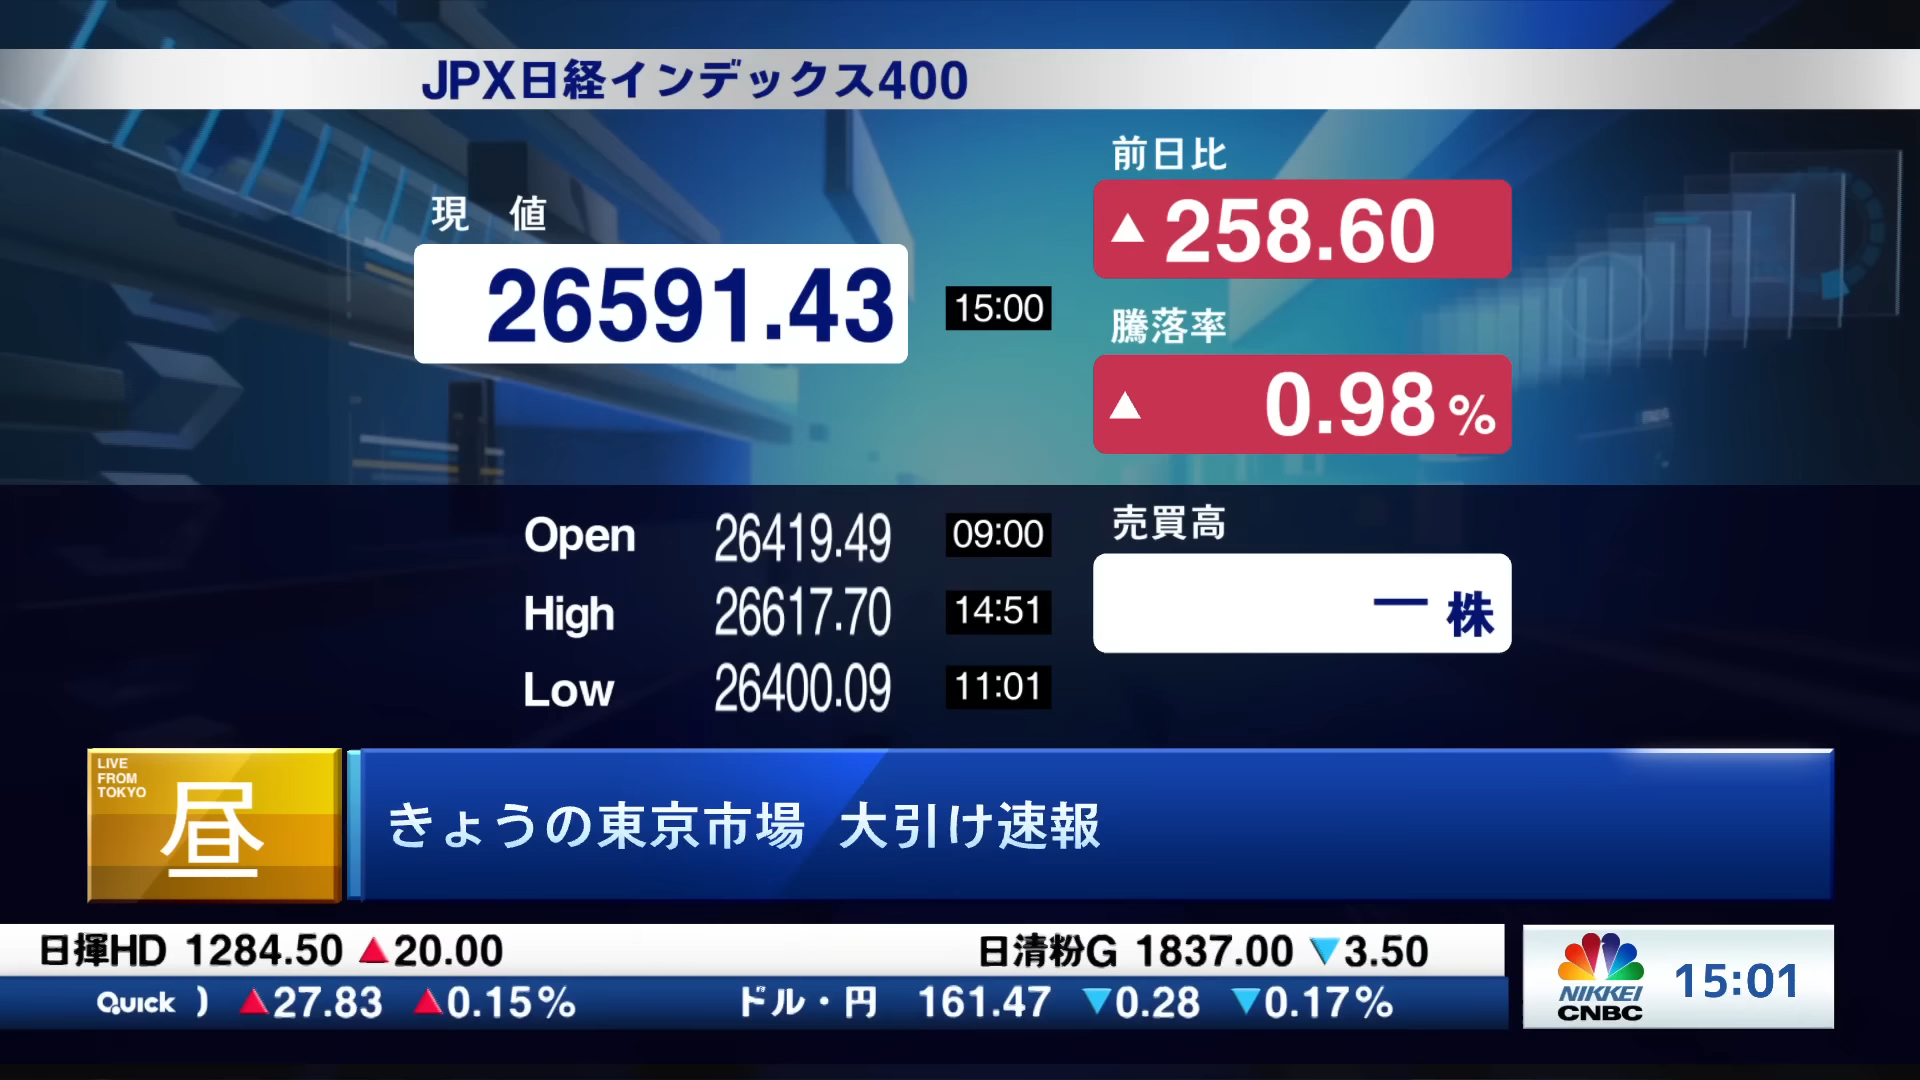 JPX日経インデックス400
現 値
26591.43 15:00
前日比
▲258.60
騰落率
▲ 0.98%
Open 26419.49 09:00
High 26617.70 14:51
Low 26400.09 11:01
売買高
― 株
LIVE
FROM
TOKYO
昼
きょうの東京市場 大引け速報
日揮HD 1284.50 ▲20.00 日清粉G 1837.00 ▼3.50
QUICK ) ▲27.83 ▲0.15% ドル・円 161.47 ▼0.28 ▼0.17%
NIKKEI
CNBC
15:01